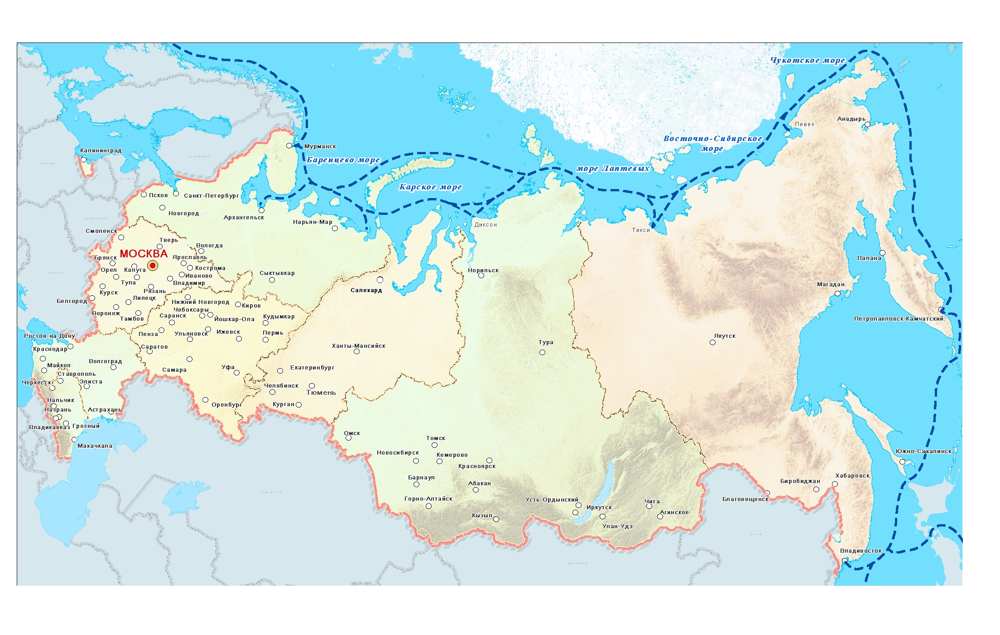 Чукотское море
Певек
Анадырь
Восточно-Сибирское
море
Калининград
Мурманск
Баренцево море
море Лаптевых
Карское море
Псков
Санкт-Петербург
Новгород
Архангельск
Нарьян-Мар
Диксон
Тикси
Смоленск
Тверь
Вологда
МОСКВА
Брянск
Ярославль
Палана
Орел
Калуга
Кострома
Иваново
Сыктывкар
Норильск
Тула
Владимир
Магадан
Курск
Рязань
Салехард
Белгород
Липецк
Нижний Новгород
Киров
Воронеж
Чебоксары
Тамбов
Саранск
Йошкар-Ола
Кудымкар
Петропавловск-Камчатский
Пенза
Ульяновск
Ижевск
Пермь
Якутск
Ростов-на-Дону
Краснодар
Саратов
Ханты-Мансийск
Тура
Майкоп
Волгоград
Самара
Уфа
Екатеринбург
Ставрополь
Черкесск
Элиста
Челябинск
Тюмень
Нальчик
Оренбург
Курган
Назрань
Астрахань
Владикавказ
Грозный
Махачкала
Омск
Томск
Новосибирск
Кемерово
Красноярск
Южно-Сахалинск
Барнаул
Абакан
Биробиджан
Хабаровск
Горно-Алтайск
Усть-Ордынский
Иркутск
Чита
Благовещенск
Кызыл
Агинское
Улан-Удэ
Владивосток